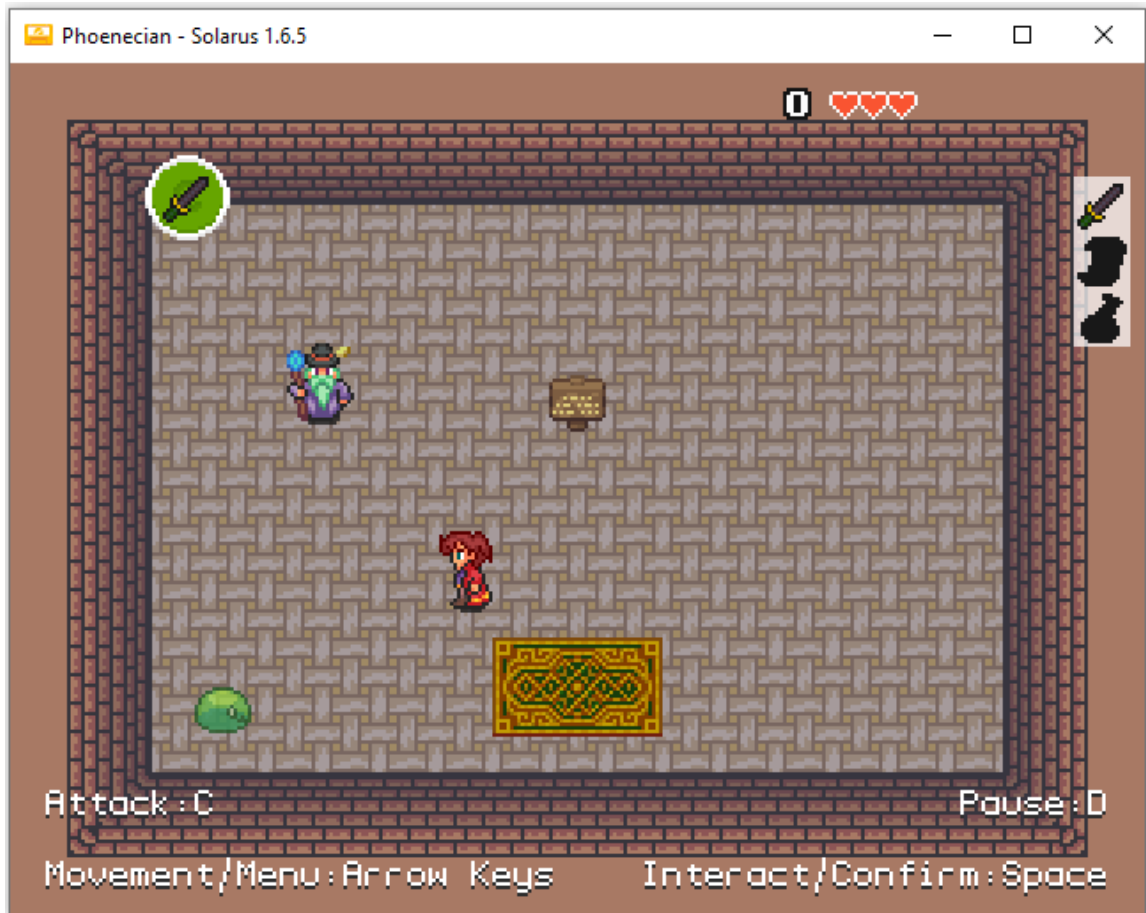 Phoenecian - Solarus 1.6.5
0
Attack:C
Pause:D
Movement/Menu:Arrow Keys
Interact/Confirm:Space